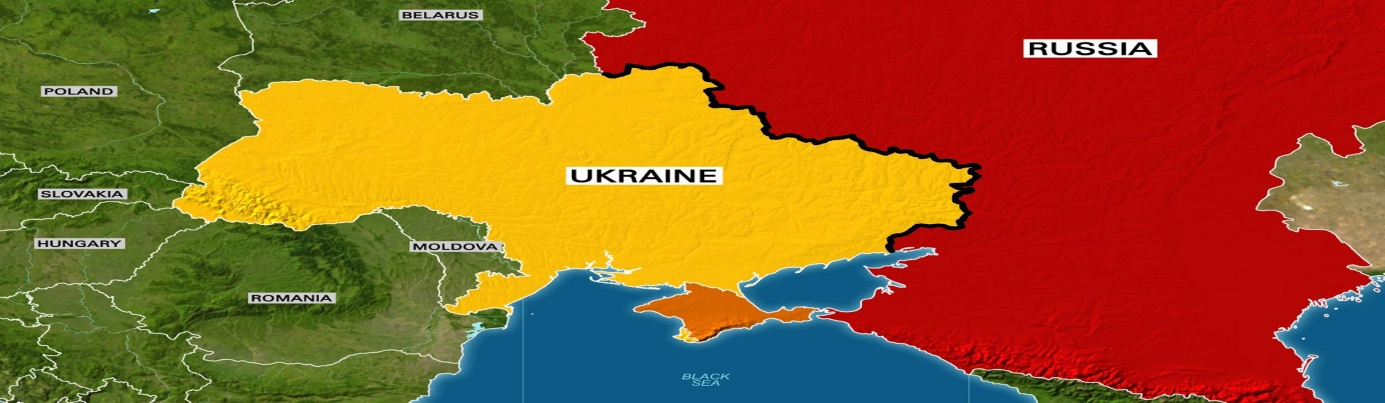 BELARUS
RUSSIA
POLAND
UKRAINE
SLOVAKIA
HUNGARY
MOLDOVA
ROMANIA
BLACK
SEA